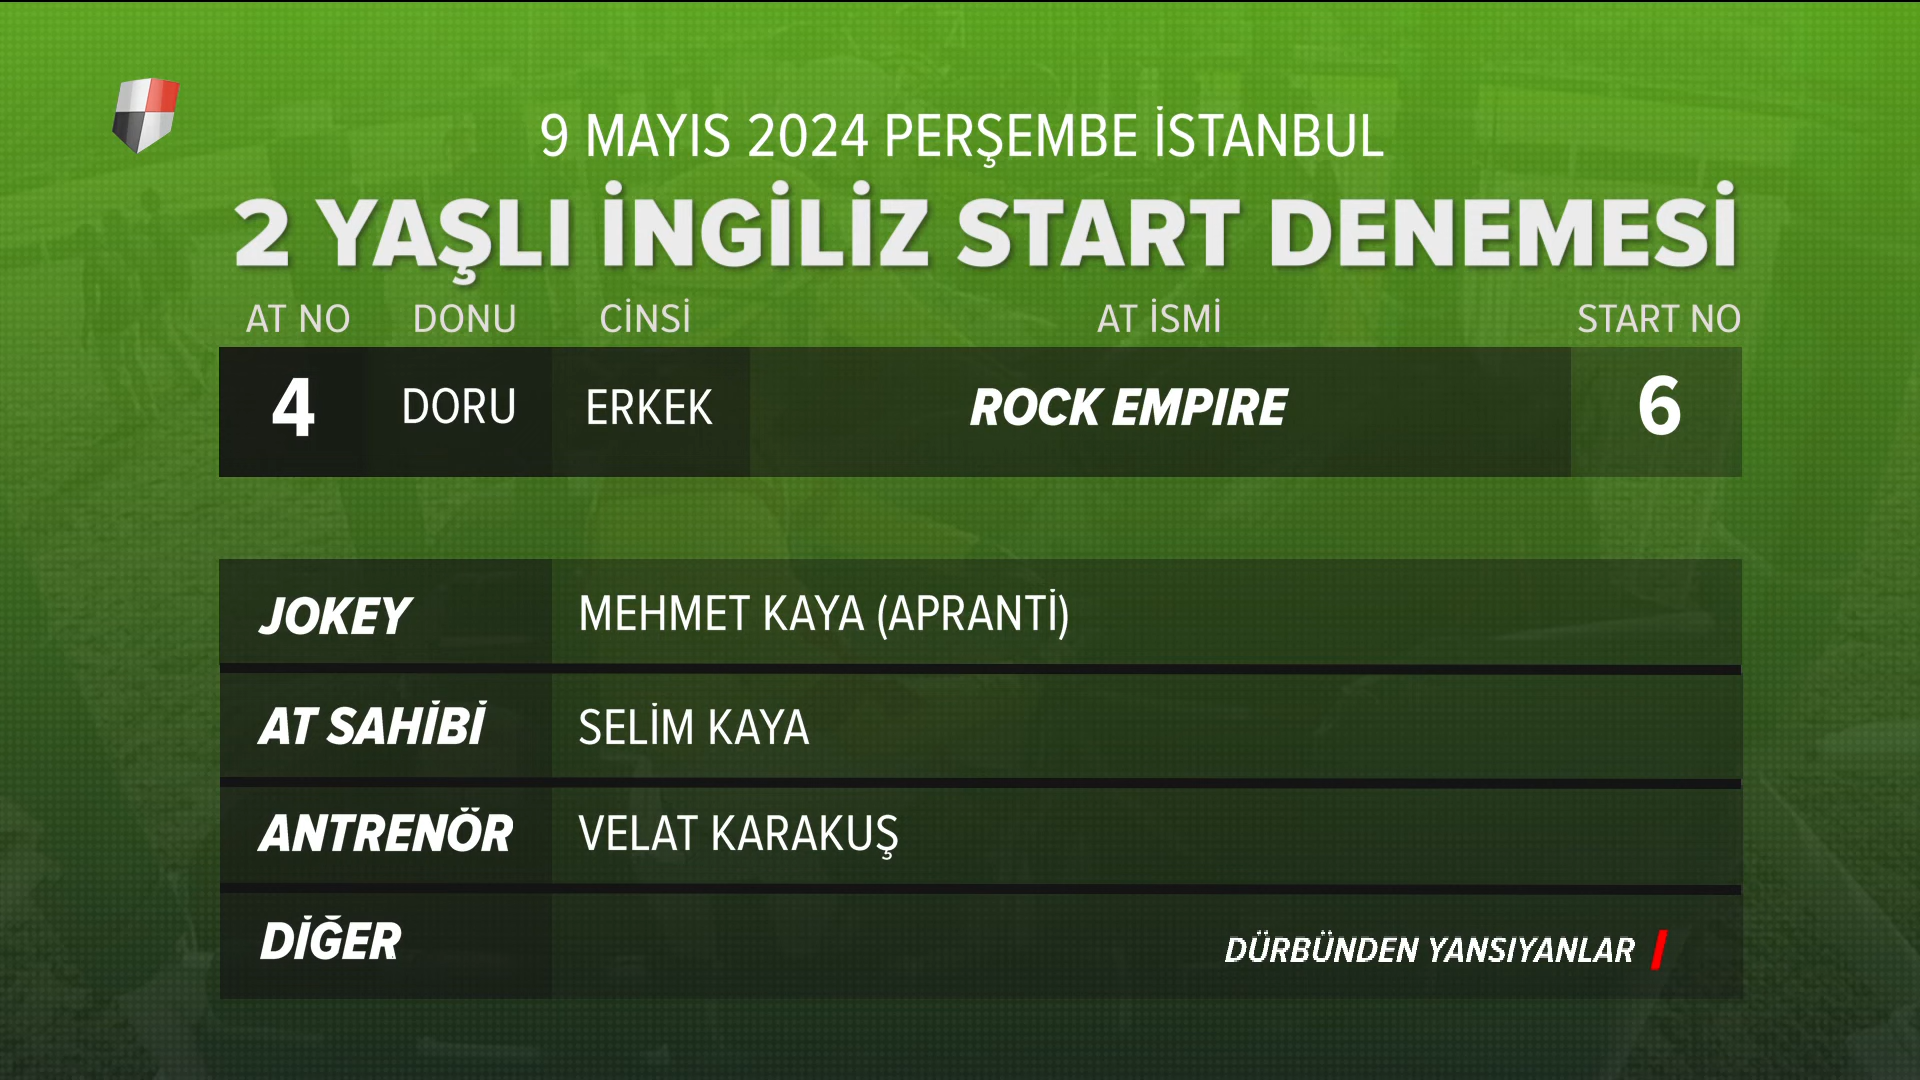 9 MAYIS 2024 PERŞEMBE İSTANBUL
2 YAŞLI İNGİLİZ START DENEMESİ
AT NO DONU CİNSİ AT İSMİ START NO
4 DORU ERKEK ROCK EMPIRE 6
JOKEY MEHMET KAYA (APRANTİ)
AT SAHİBİ SELİM KAYA
ANTRENÖR VELAT KARAKUŞ
DİĞER DÜRBÜNDEN YANSIYANLAR